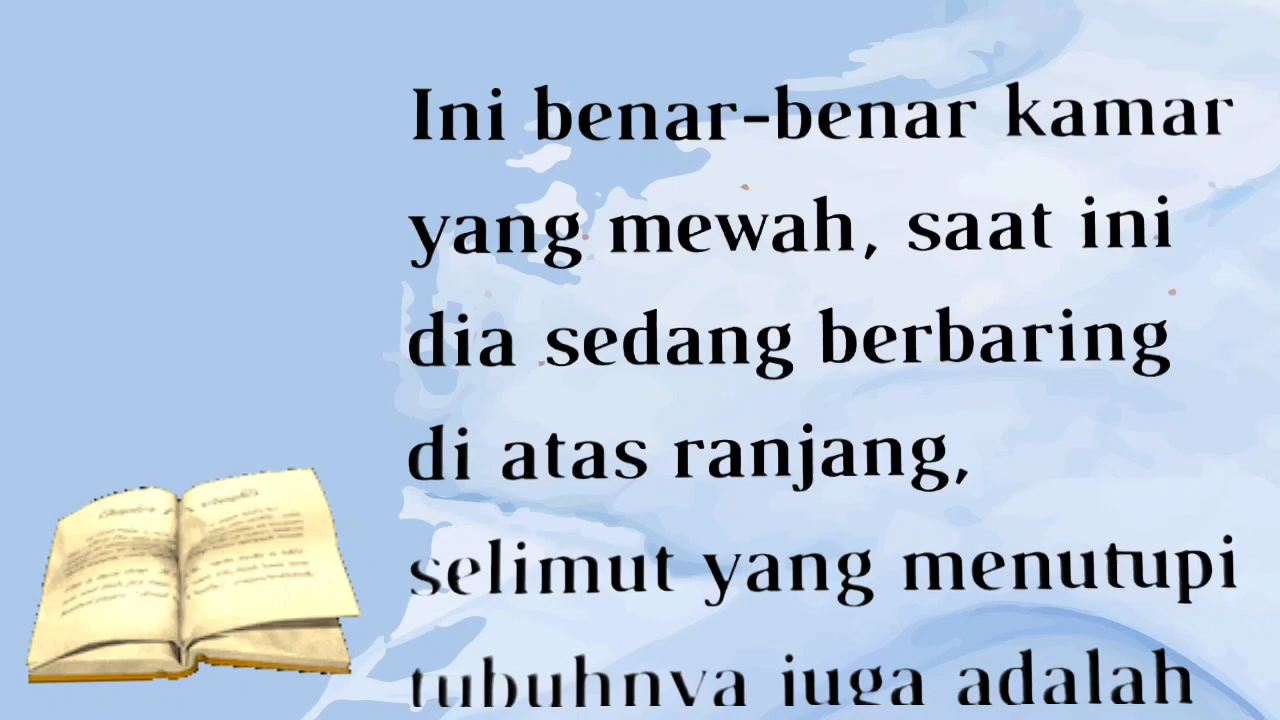 Ini benar-benar kamar
yang mewah, saat ini
dia sedang berbaring
di atas ranjang,
selimut yang menutupi
tubuhnya juga adalah